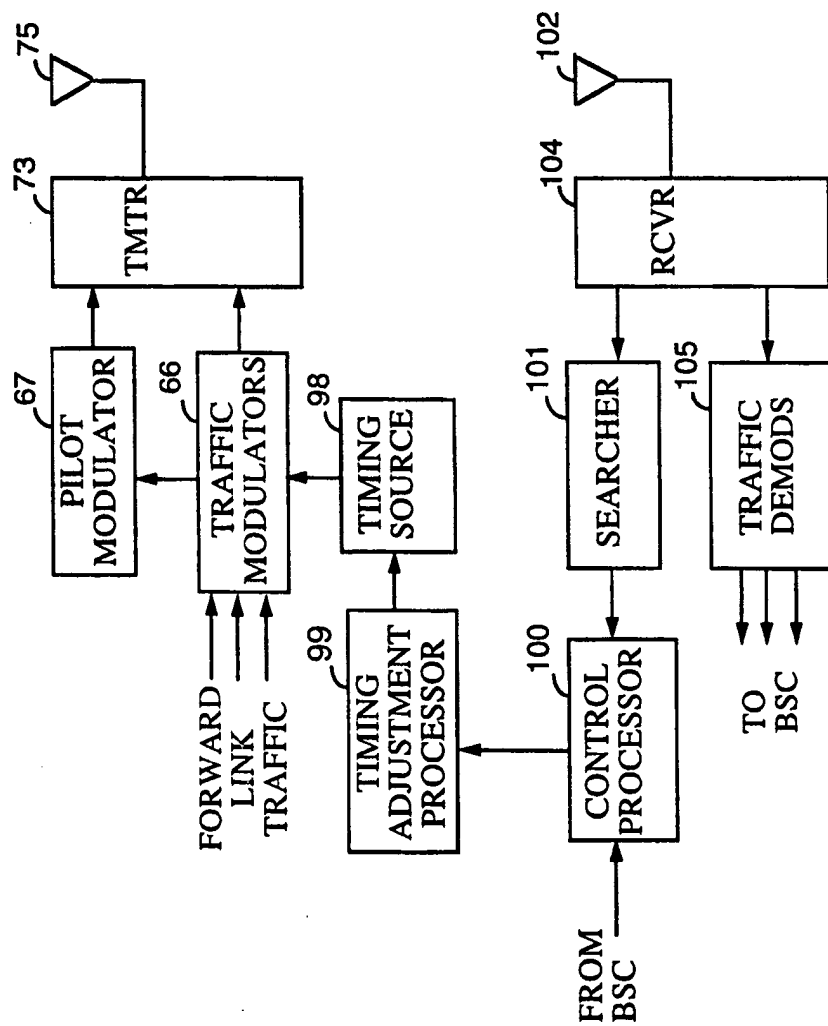 75
73
TMTR
67
PILOT
MODULATOR
66
TRAFFIC
MODULATORS
FORWARD
LINK
TRAFFIC
98
TIMING
SOURCE
99
TIMING
ADJUSTMENT
PROCESSOR
102
104
RCVR
101
SEARCHER
105
TRAFFIC
DEMODS
TO
BSC
100
CONTROL
PROCESSOR
FROM
BSC